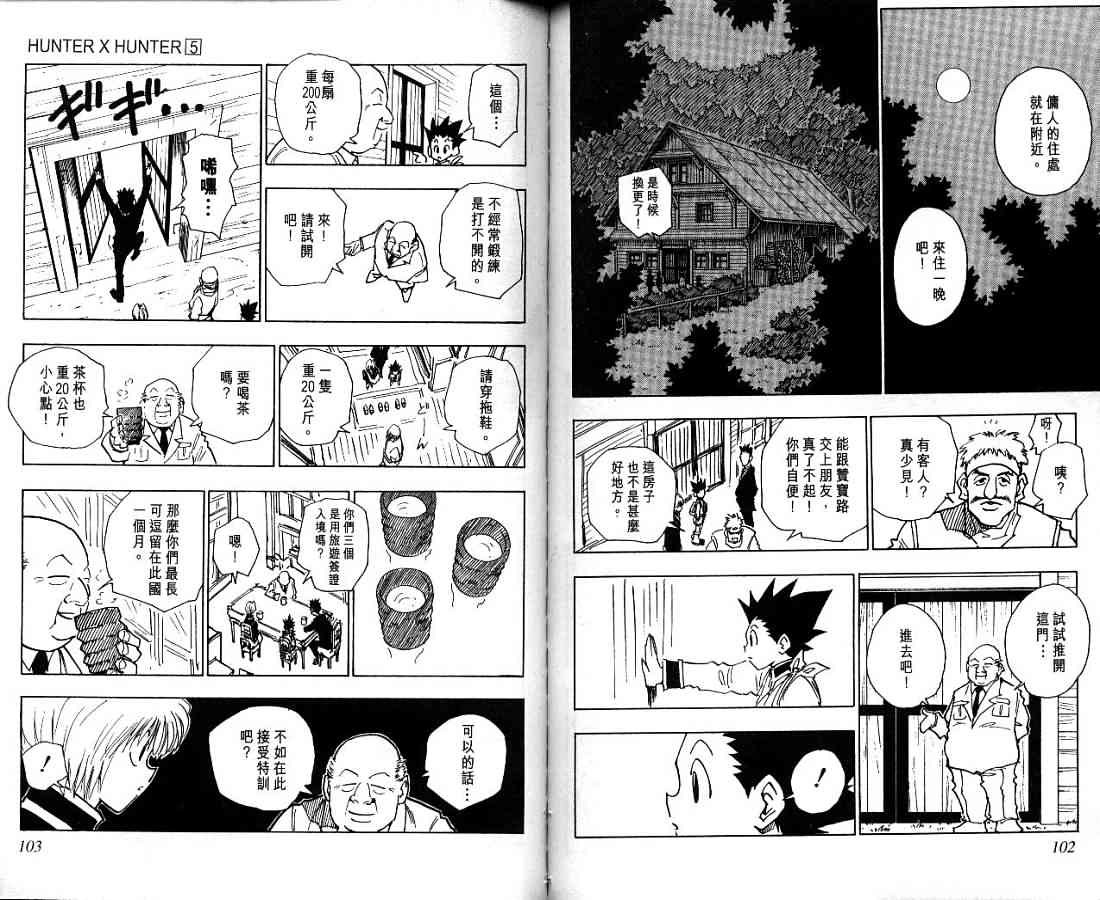 傭人的住處
就在附近。
來住一晚
吧！
是時候
換更了！
咦？
呀！
有客人？
真少見！
能跟贊寶路
交上朋友，
真了不起！
你們自便！
這房子
也不是甚麼
好地方。
試試推開
這門…
進去吧！
！
102
HUNTER X HUNTER 5
這個…
每扇
重200公斤。
不經常鍛練
是打不開的。
來！
請試開
吧！
ギギ…
唏嘿…
請穿拖鞋。
一隻
重20公斤。
要喝茶
嗎？
茶杯也
重20公斤，
小心點！
你們三個
是用旅遊簽證
入境嗎？
嗯！
那麼你們最長
可逗留在此國
一個月。
可以的話…
不如在此
接受特訓
吧？
！
103